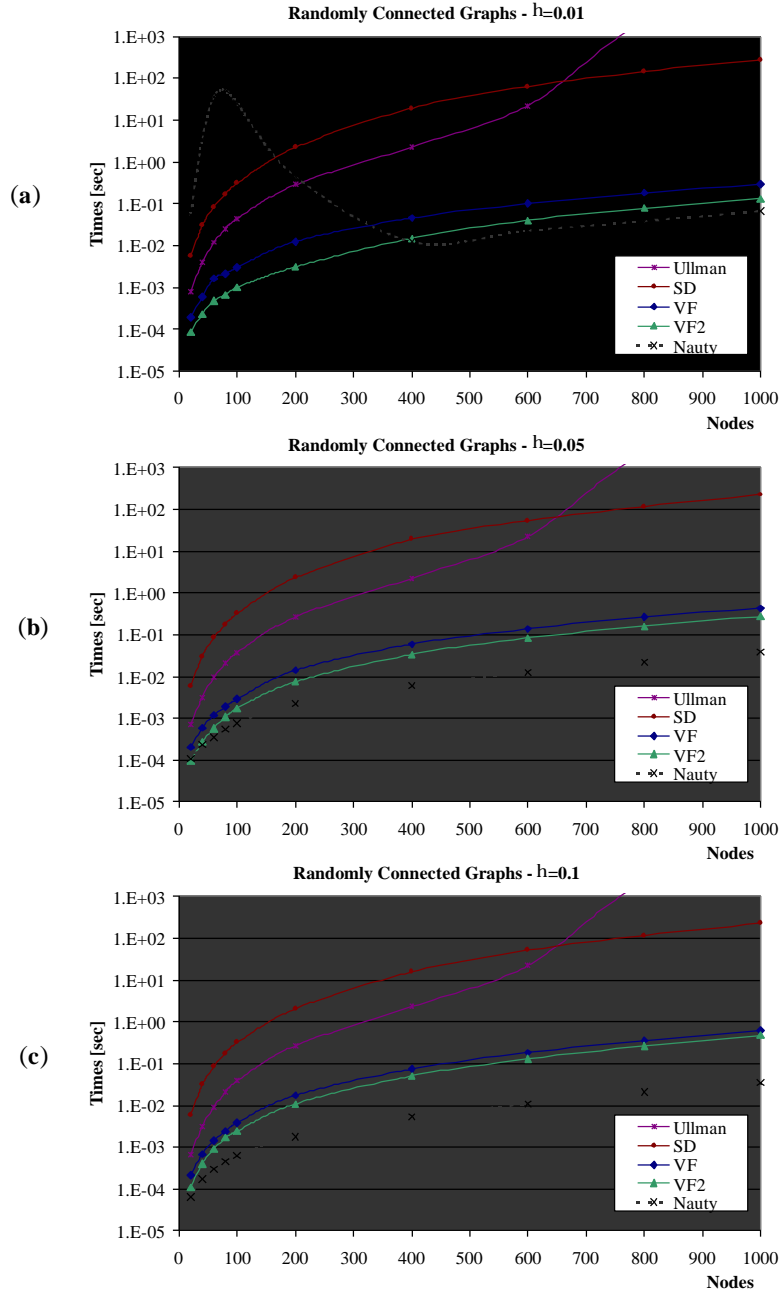 Randomly Connected Graphs - h=0.01
(a)
Times [sec]
1.E+03
1.E+02
1.E+01
1.E+00
1.E-01
1.E-02
1.E-03
1.E-04
1.E-05
0 100 200 300 400 500 600 700 800 900 1000
Nodes
Ullman
SD
VF
VF2
Nauty
Randomly Connected Graphs - h=0.05
(b)
Times [sec]
1.E+03
1.E+02
1.E+01
1.E+00
1.E-01
1.E-02
1.E-03
1.E-04
1.E-05
0 100 200 300 400 500 600 700 800 900 1000
Nodes
Ullman
SD
VF
VF2
Nauty
Randomly Connected Graphs - h=0.1
(c)
Times [sec]
1.E+03
1.E+02
1.E+01
1.E+00
1.E-01
1.E-02
1.E-03
1.E-04
1.E-05
0 100 200 300 400 500 600 700 800 900 1000
Nodes
Ullman
SD
VF
VF2
Nauty